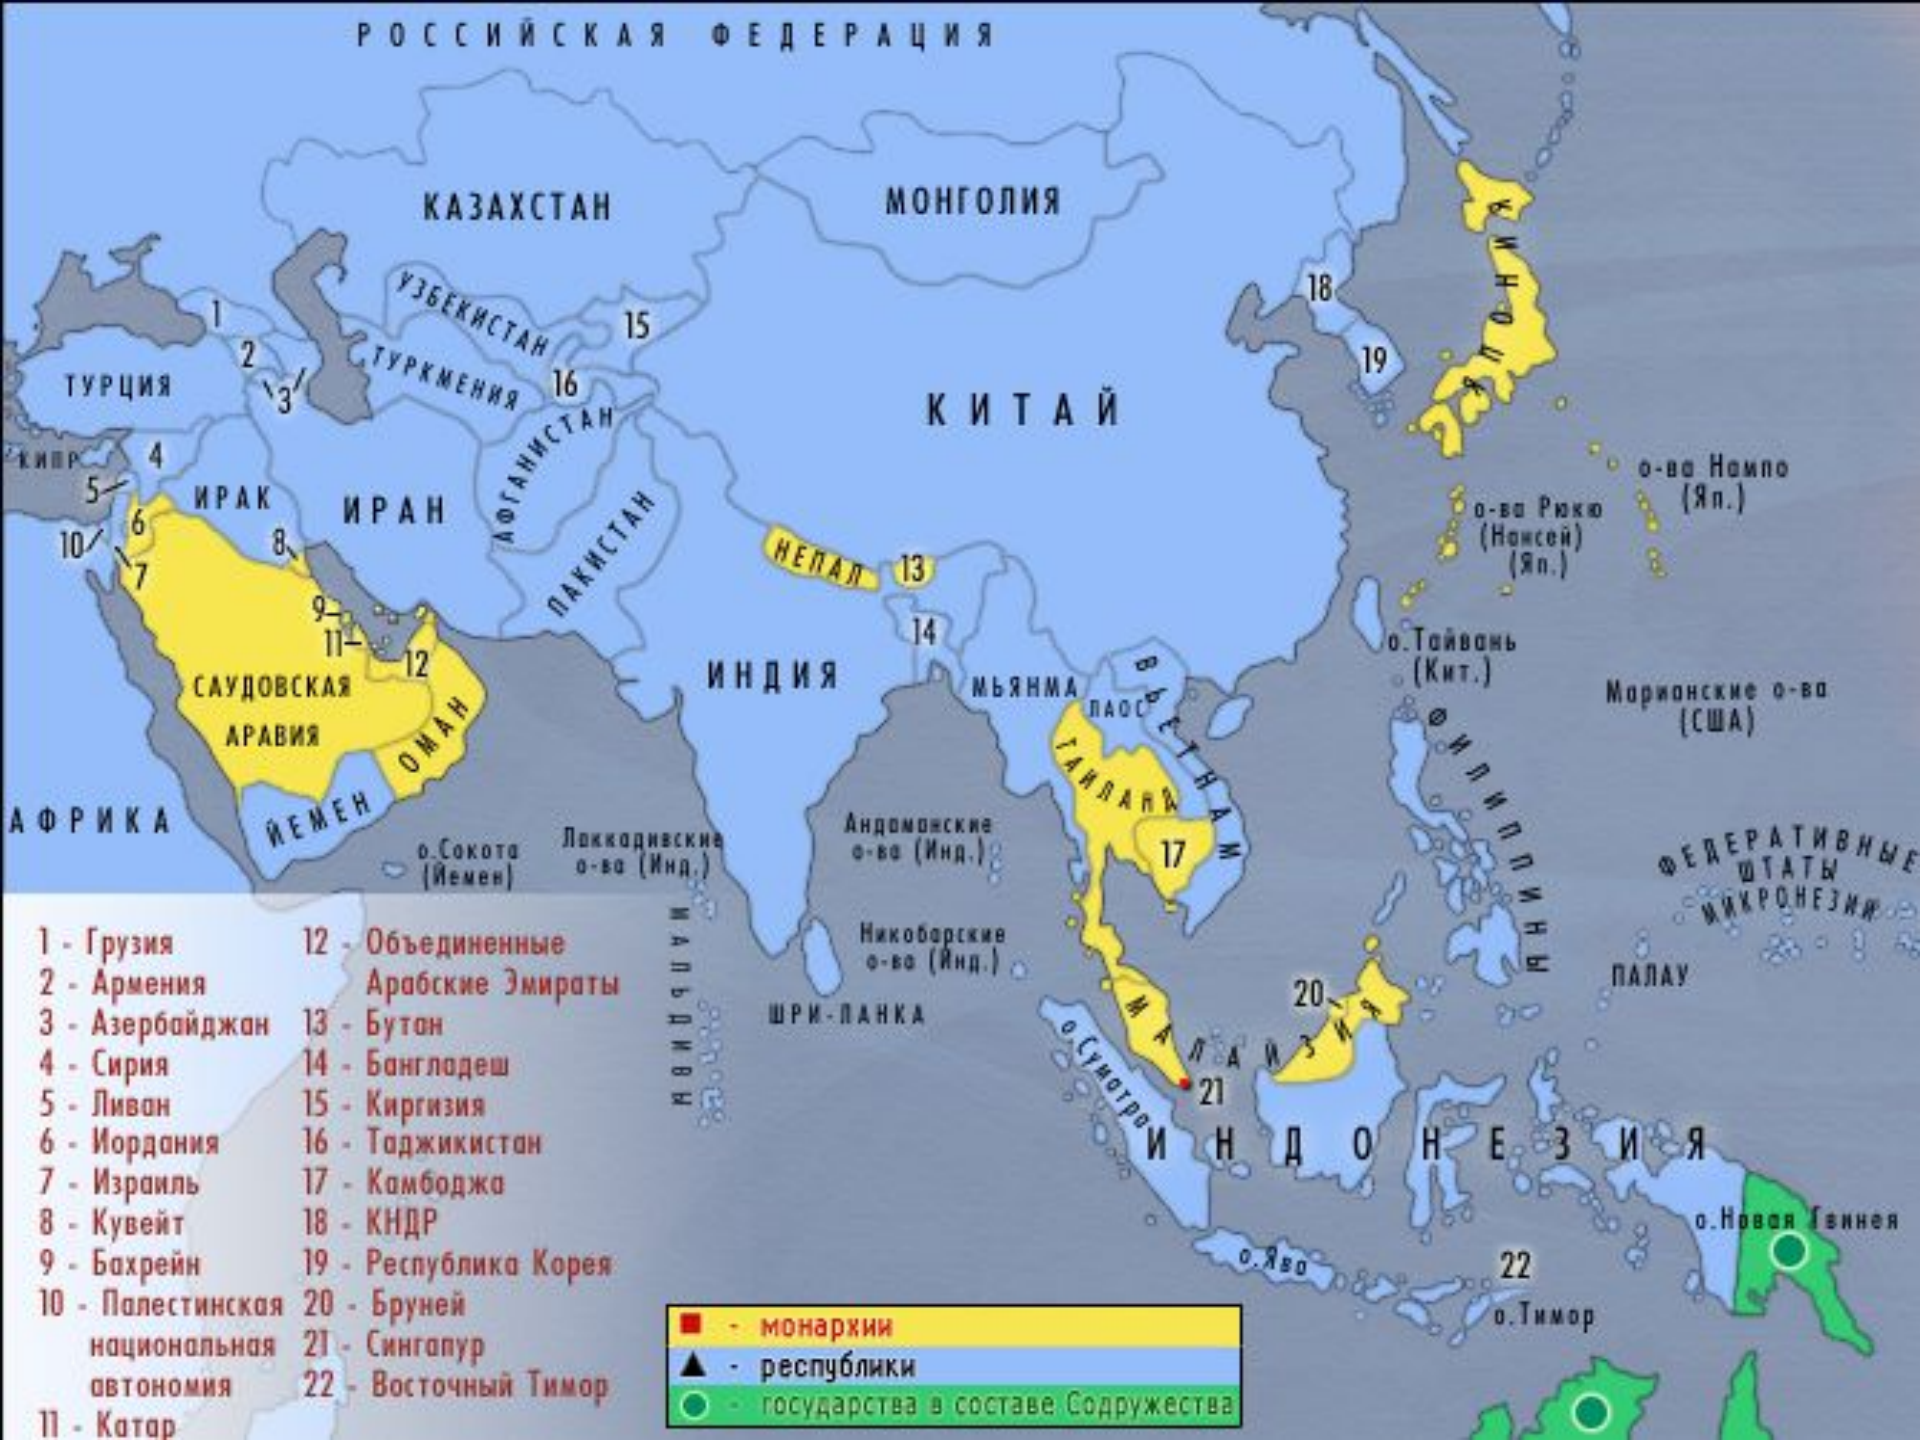 РОССИЙСКАЯ ФЕДЕРАЦИЯ
КАЗАХСТАН
МОНГОЛИЯ
ЯПОНИЯ
УЗБЕКИСТАН
ТУРКМЕНИЯ
1
2
3
15
16
18
19
ТУРЦИЯ
КИТАЙ
КИПР
4
5
6
7
8
9
10
11
12
ИРАК
ИРАН
АФГАНИСТАН
ПАКИСТАН
НЕПАЛ
13
14
о-ва Нампо
(Яп.)
о-ва Рюкю
(Нансей)
(Яп.)
о.Тайвань
(Кит.)
САУДОВСКАЯ
АРАВИЯ
ОМАН
ЙЕМЕН
ИНДИЯ
МЬЯНМА
ЛАОС
ВЬЕТНАМ
ТАИЛАНД
17
ФИЛИППИНЫ
Марианские о-ва
(США)
АФРИКА
о.Сокота
(Йемен)
Лаккадивские
о-ва (Инд.)
Андаманские
о-ва (Инд.)
Никобарские
о-ва (Инд.)
МАЛЬДИВЫ
ШРИ-ЛАНКА
ФЕДЕРАТИВНЫЕ
ШТАТЫ
МИКРОНЕЗИИ
ПАЛАУ
20
МАЛАЙЗИЯ
21
о.Суматра
ИНДОНЕЗИЯ
о.Новая Гвинея
о.Ява
22
о.Тимор
1 - Грузия
2 - Армения
3 - Азербайджан
4 - Сирия
5 - Ливан
6 - Иордания
7 - Израиль
8 - Кувейт
9 - Бахрейн
10 - Палестинская
национальная
автономия
11 - Катар
12 - Объединенные
Арабские Эмираты
13 - Бутан
14 - Бангладеш
15 - Киргизия
16 - Таджикистан
17 - Камбоджа
18 - КНДР
19 - Республика Корея
20 - Бруней
21 - Сингапур
22 - Восточный Тимор
- монархии
- республики
- государства в составе Содружества